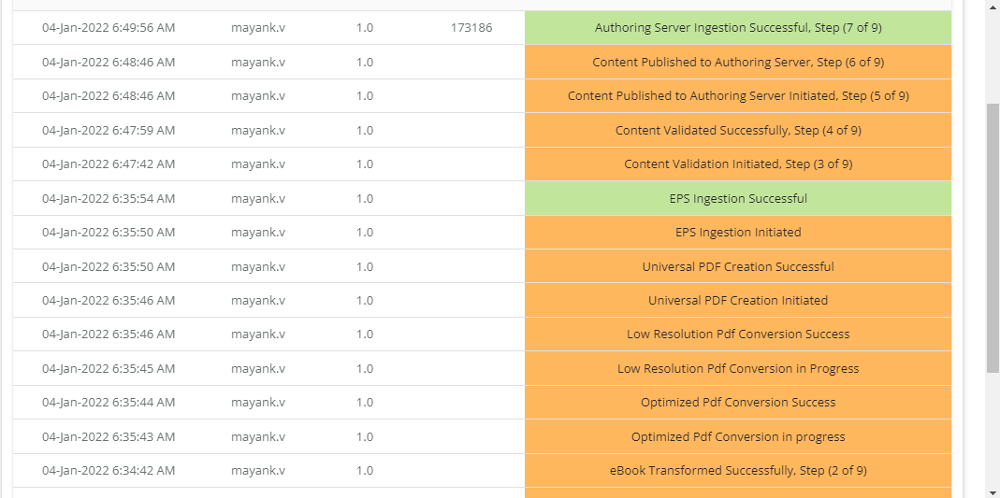 04-Jan-2022 6:49:56 AM mayank.v 1.0 173186 Authoring Server Ingestion Successful, Step (7 of 9)
04-Jan-2022 6:48:46 AM mayank.v 1.0 Content Published to Authoring Server, Step (6 of 9)
04-Jan-2022 6:48:46 AM mayank.v 1.0 Content Published to Authoring Server Initiated, Step (5 of 9)
04-Jan-2022 6:47:59 AM mayank.v 1.0 Content Validated Successfully, Step (4 of 9)
04-Jan-2022 6:47:42 AM mayank.v 1.0 Content Validation Initiated, Step (3 of 9)
04-Jan-2022 6:35:54 AM mayank.v 1.0 EPS Ingestion Successful
04-Jan-2022 6:35:50 AM mayank.v 1.0 EPS Ingestion Initiated
04-Jan-2022 6:35:50 AM mayank.v 1.0 Universal PDF Creation Successful
04-Jan-2022 6:35:46 AM mayank.v 1.0 Universal PDF Creation Initiated
04-Jan-2022 6:35:46 AM mayank.v 1.0 Low Resolution Pdf Conversion Success
04-Jan-2022 6:35:45 AM mayank.v 1.0 Low Resolution Pdf Conversion in Progress
04-Jan-2022 6:35:44 AM mayank.v 1.0 Optimized Pdf Conversion Success
04-Jan-2022 6:35:43 AM mayank.v 1.0 Optimized Pdf Conversion in progress
04-Jan-2022 6:34:42 AM mayank.v 1.0 eBook Transformed Successfully, Step (2 of 9)